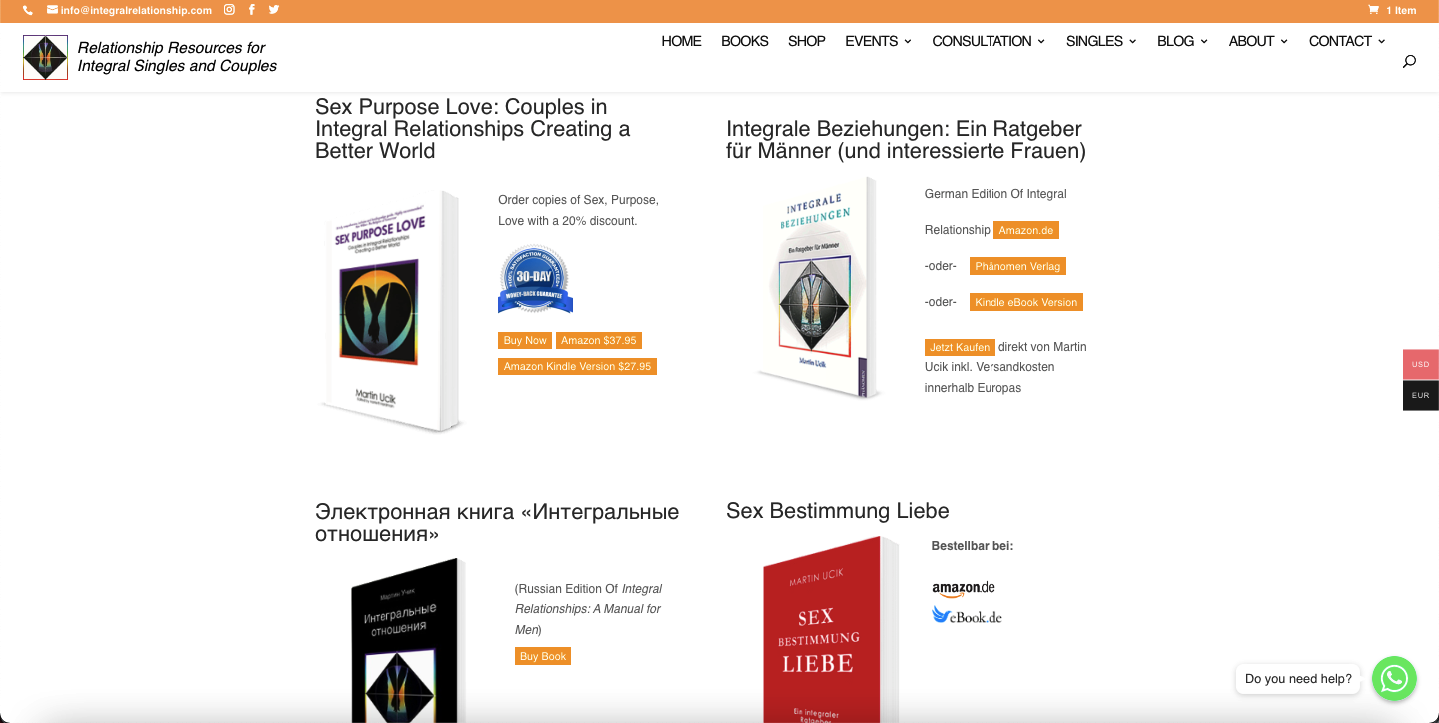 info@integralrelationship.com
1 Item
Relationship Resources for
Integral Singles and Couples
HOME BOOKS SHOP EVENTS CONSULTATION SINGLES BLOG ABOUT CONTACT
Sex Purpose Love: Couples in
Integral Relationships Creating a
Better World
SEX PURPOSE LOVE
Couples in Integral Relationships
Creating a Better World
Martin Ucik
Order copies of Sex, Purpose,
Love with a 20% discount.
100% SATISFACTION GUARANTEED
30-DAY
MONEY-BACK GUARANTEE
Buy Now Amazon $37.95
Amazon Kindle Version $27.95
Integrale Beziehungen: Ein Ratgeber
für Männer (und interessierte Frauen)
INTEGRALE
BEZIEHUNGEN
Ein Ratgeber für Männer
Martin Ucik
German Edition Of Integral
Relationship Amazon.de
-oder- Phänomen Verlag
-oder- Kindle eBook Version
Jetzt Kaufen direkt von Martin
Ucik inkl. Versandkosten
innerhalb Europas
USD
EUR
Электронная книга «Интегральные
отношения»
Мартин Учик
Интегральные
отношения
(Russian Edition Of Integral
Relationships: A Manual for
Men)
Buy Book
Sex Bestimmung Liebe
MARTIN UCIK
SEX
BESTIMMUNG
LIEBE
Ein integraler
Ratgeber
Bestellbar bei:
amazon.de
eBook.de
Do you need help?